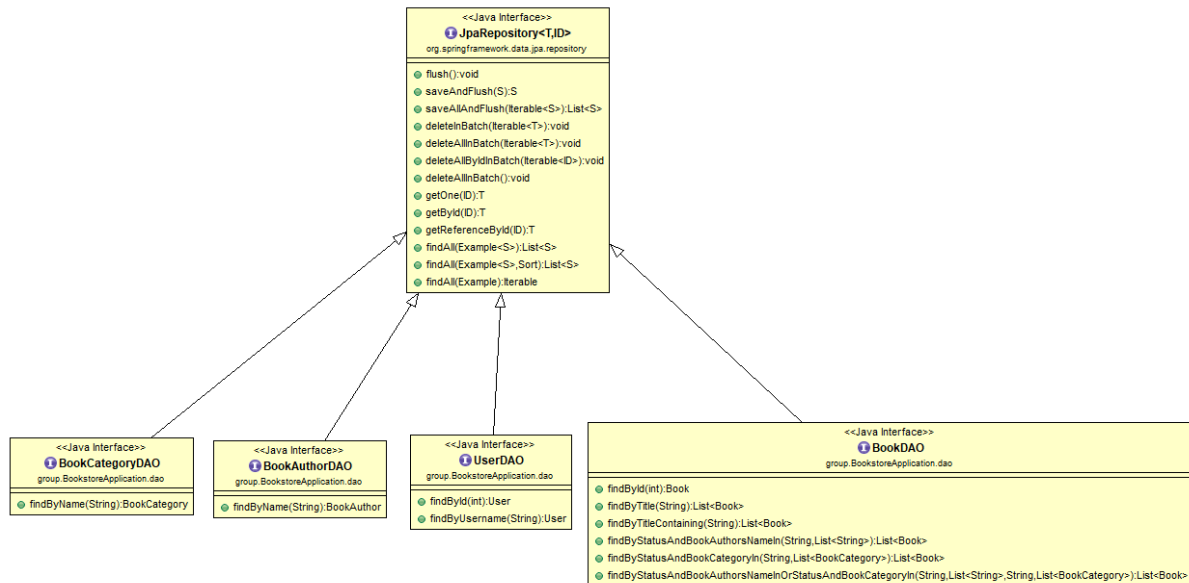 <<Java Interface>>
JpaRepository<T,ID>
org.springframework.data.jpa.repository
flush():void
saveAndFlush(S):S
saveAllAndFlush(Iterable<S>):List<S>
deleteInBatch(Iterable<T>):void
deleteAllInBatch(Iterable<T>):void
deleteAllByIdInBatch(Iterable<ID>):void
deleteAllInBatch():void
getOne(ID):T
getById(ID):T
getReferenceById(ID):T
findAll(Example<S>):List<S>
findAll(Example<S>,Sort):List<S>
findAll(Example):Iterable
<<Java Interface>>
BookCategoryDAO
group.BookstoreApplication.dao
findByName(String):BookCategory
<<Java Interface>>
BookAuthorDAO
group.BookstoreApplication.dao
findByName(String):BookAuthor
<<Java Interface>>
UserDAO
group.BookstoreApplication.dao
findById(int):User
findByUsername(String):User
<<Java Interface>>
BookDAO
group.BookstoreApplication.dao
findById(int):Book
findByTitle(String):List<Book>
findByTitleContaining(String):List<Book>
findByStatusAndBookAuthorsNameIn(String,List<String>):List<Book>
findByStatusAndBookCategoryIn(String,List<BookCategory>):List<Book>
findByStatusAndBookAuthorsNameInOrStatusAndBookCategoryIn(String,List<String>,String,List<BookCategory>):List<Book>